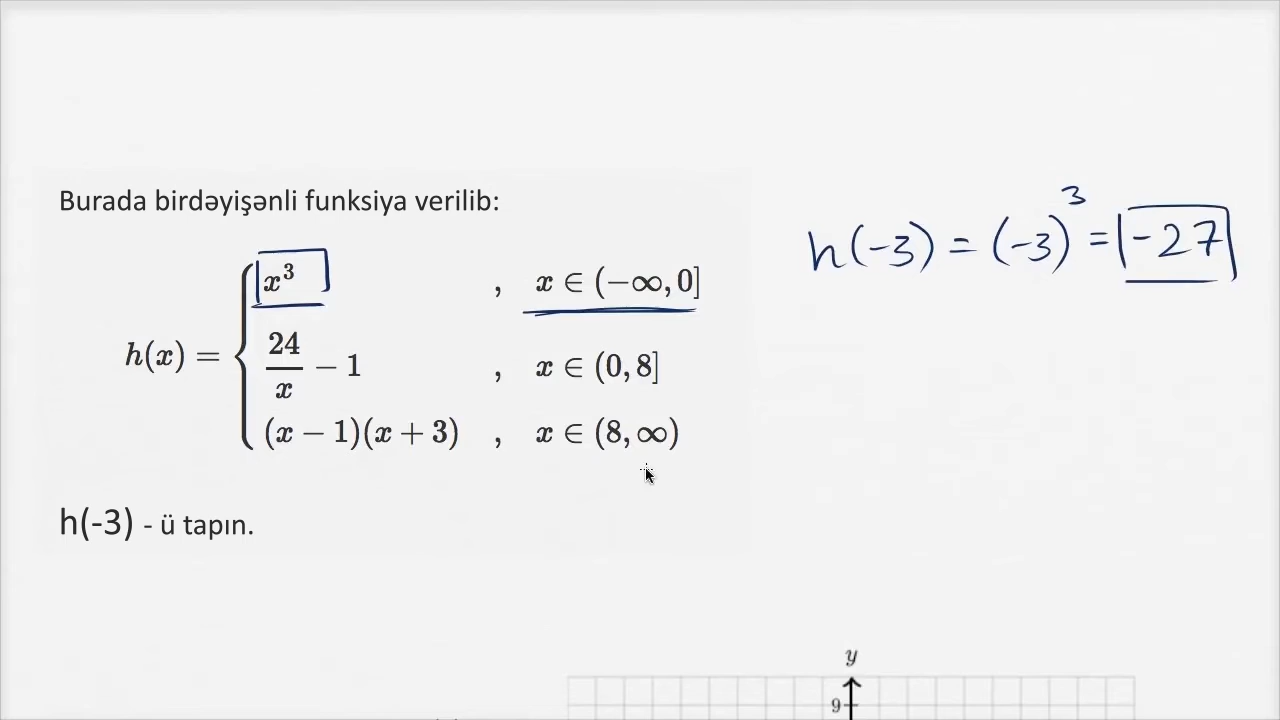 Burada birdəyişənli funksiya verilib:
h(-3) = (-3)³ = -27
x³ , x ∈ (−∞, 0]
h(x) = { 24/x − 1 , x ∈ (0, 8]
(x − 1)(x + 3) , x ∈ (8, ∞)
h(-3) - ü tapın.
y
9